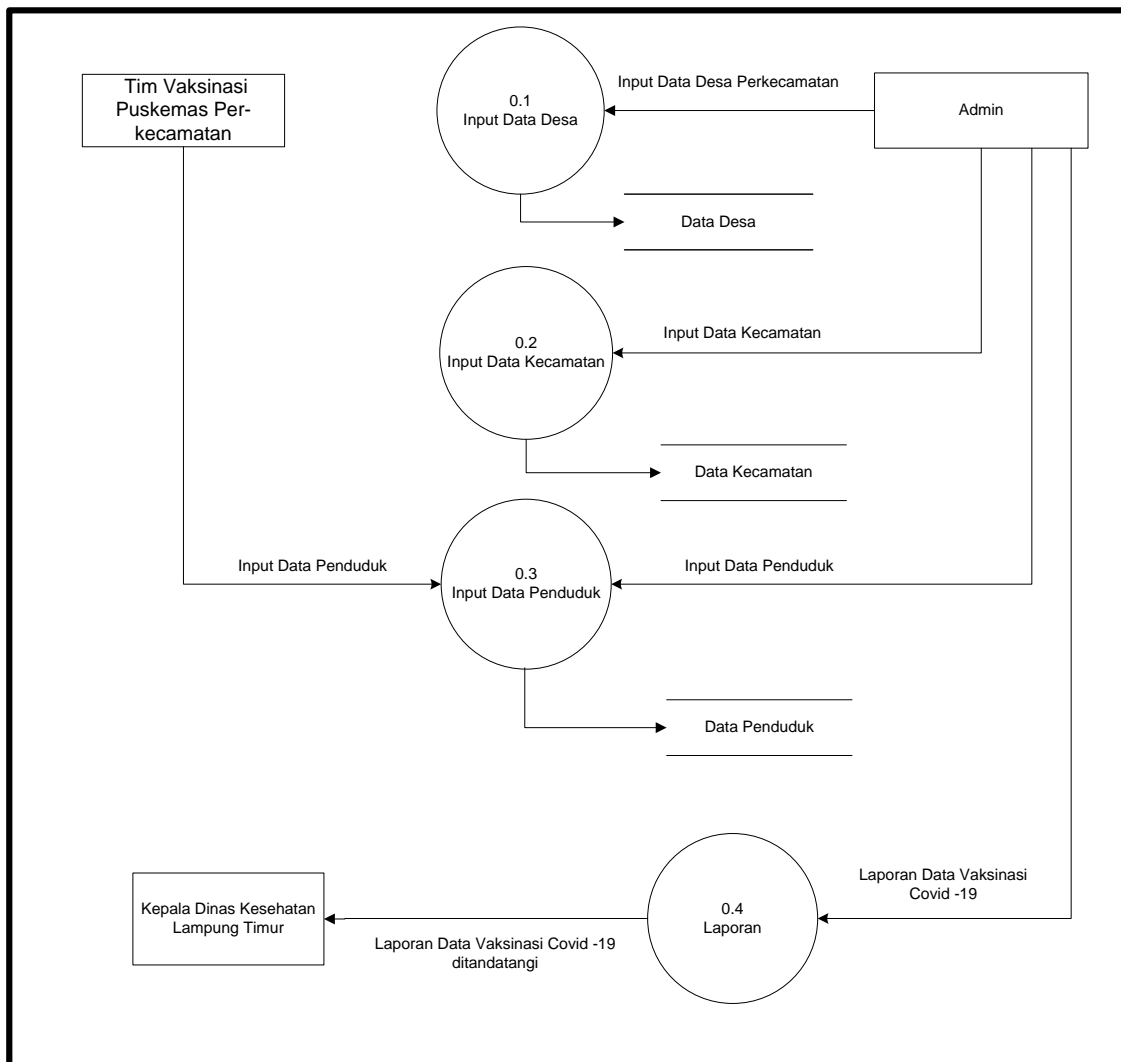 Tim Vaksinasi
Puskemas Per-
kecamatan
0.1
Input Data Desa
Input Data Desa Perkecamatan
Admin
Data Desa
0.2
Input Data Kecamatan
Input Data Kecamatan
Data Kecamatan
Input Data Penduduk
0.3
Input Data Penduduk
Input Data Penduduk
Data Penduduk
Kepala Dinas Kesehatan
Lampung Timur
Laporan Data Vaksinasi Covid -19
ditandatangi
0.4
Laporan
Laporan Data Vaksinasi
Covid -19